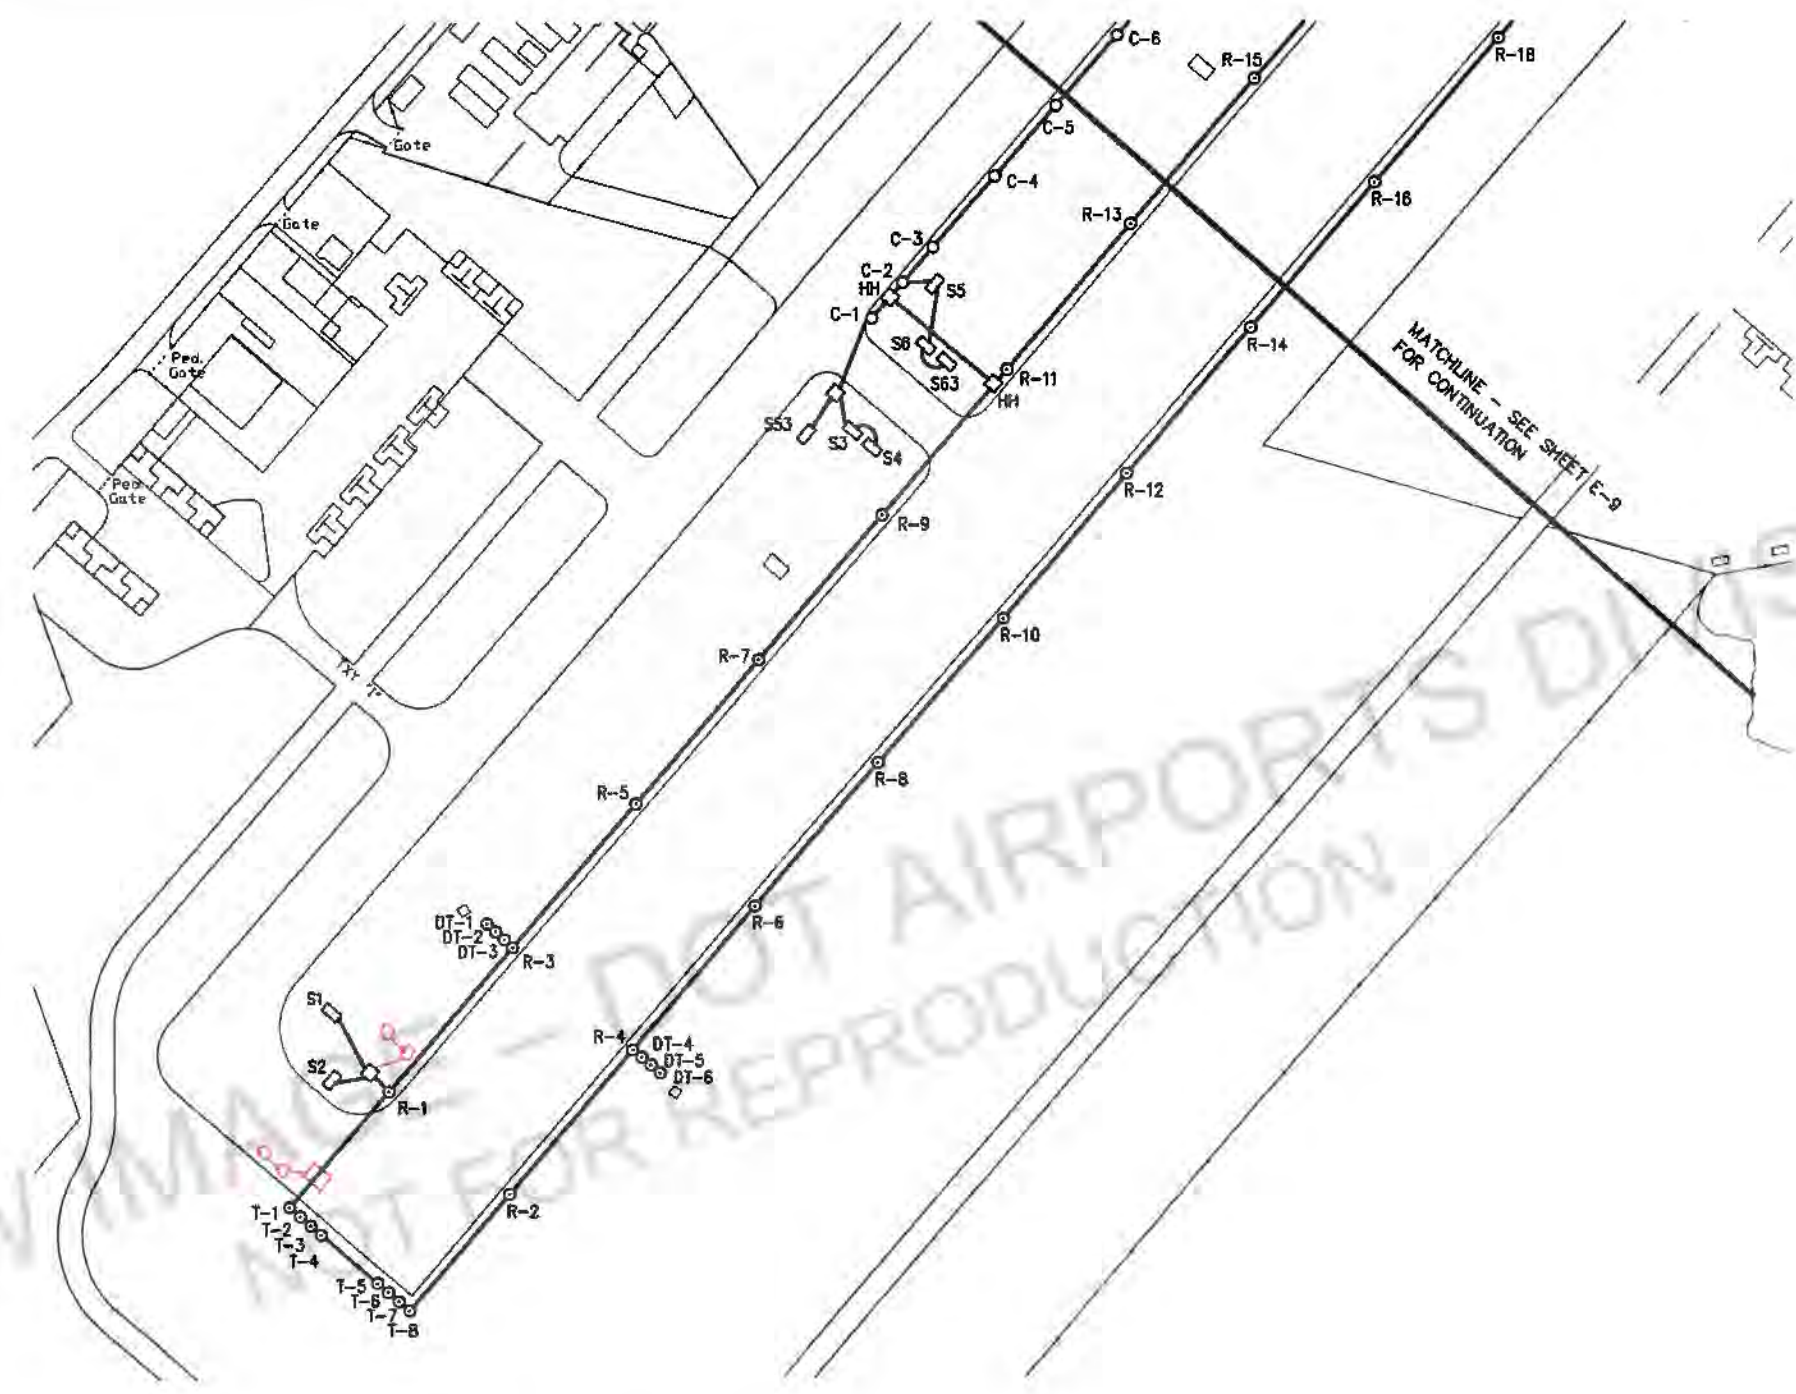 C-6
R-18
R-15
C-5
Gate
C-4
R-16
R-13
Gate
C-3
C-2
HH
S5
C-1
R-14
MATCHLINE - SEE SHEET E-9
FOR CONTINUATION
S6
S63
R-11
HH
Ped.
Gate
S53
S3
S4
Ped.
Gate
R-12
R-9
R-10
R-7
R-8
R-5
DT-1
DT-2
DT-3
R-3
R-6
S1
R-4
DT-4
DT-5
DT-6
S2
R-1
R-2
T-1
T-2
T-3
T-4
T-5
T-6
T-7
T-8
IMAGE - DOT AIRPORTS
NOT FOR REPRODUCTION